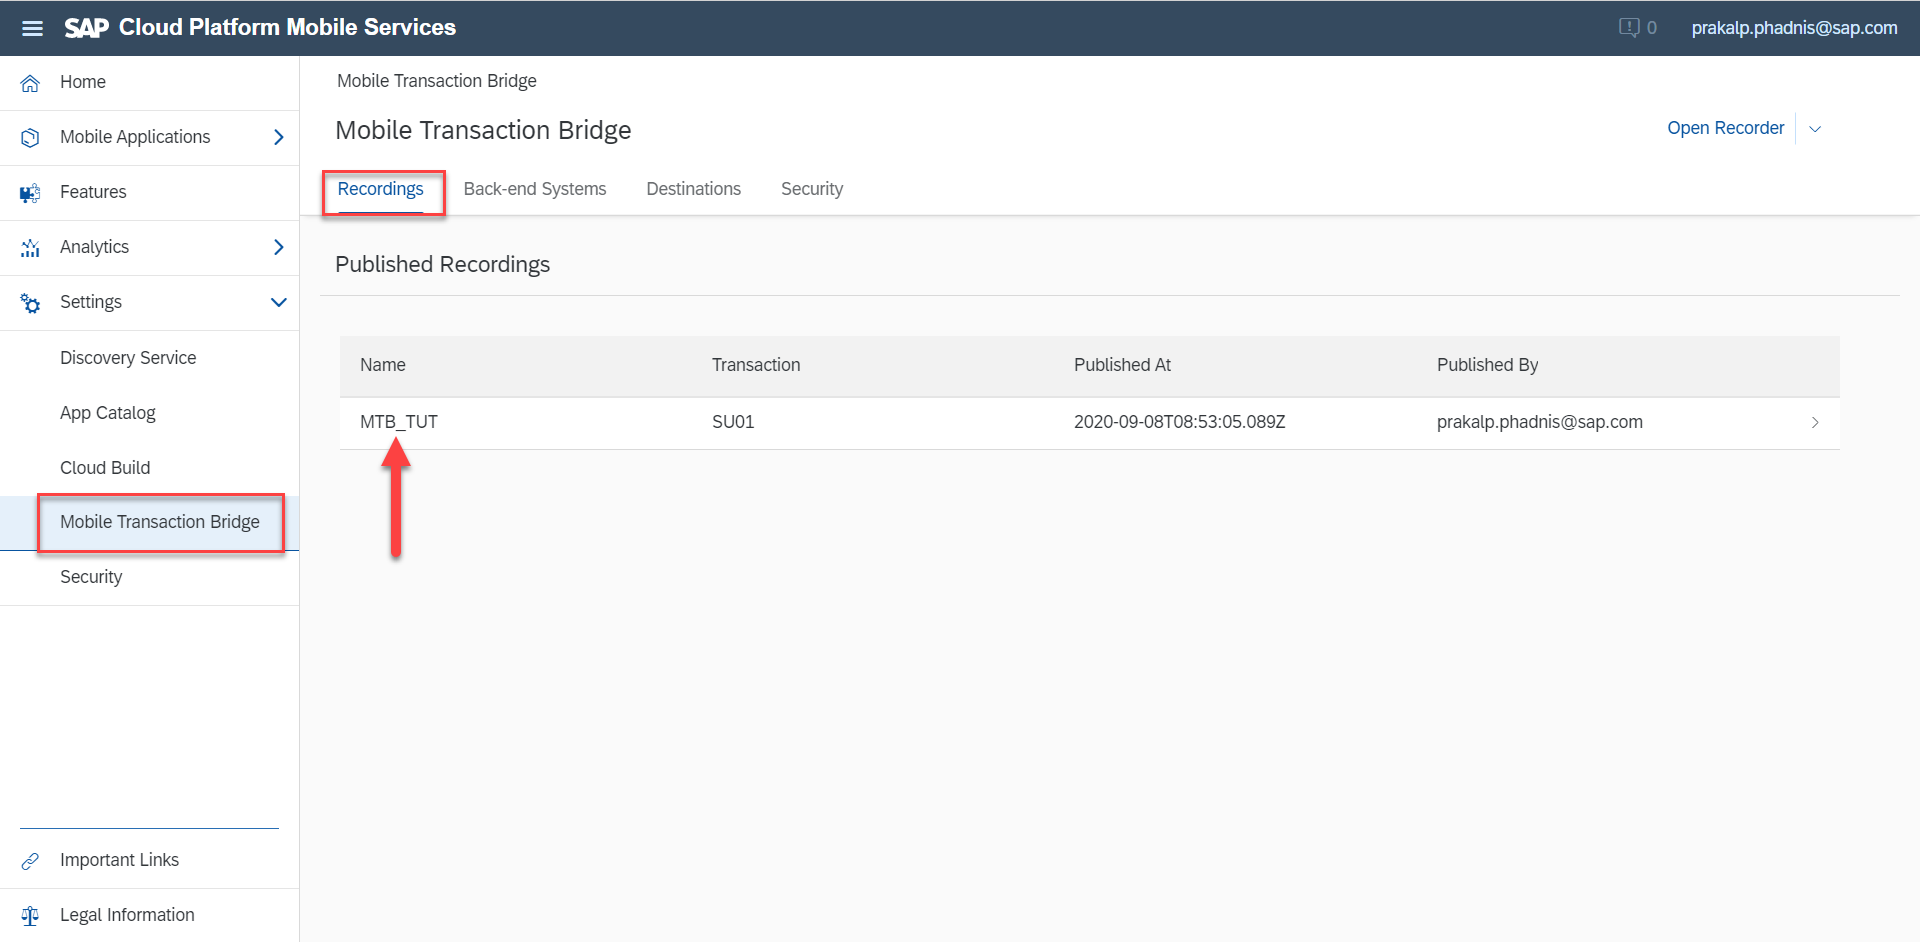 SAP Cloud Platform Mobile Services
0
prakalp.phadnis@sap.com
Home
Mobile Applications
Features
Analytics
Settings
Discovery Service
App Catalog
Cloud Build
Mobile Transaction Bridge
Security
Important Links
Legal Information
Mobile Transaction Bridge
Mobile Transaction Bridge
Open Recorder
Recordings Back-end Systems Destinations Security
Published Recordings
Name Transaction Published At Published By
MTB_TUT SU01 2020-09-08T08:53:05.089Z prakalp.phadnis@sap.com